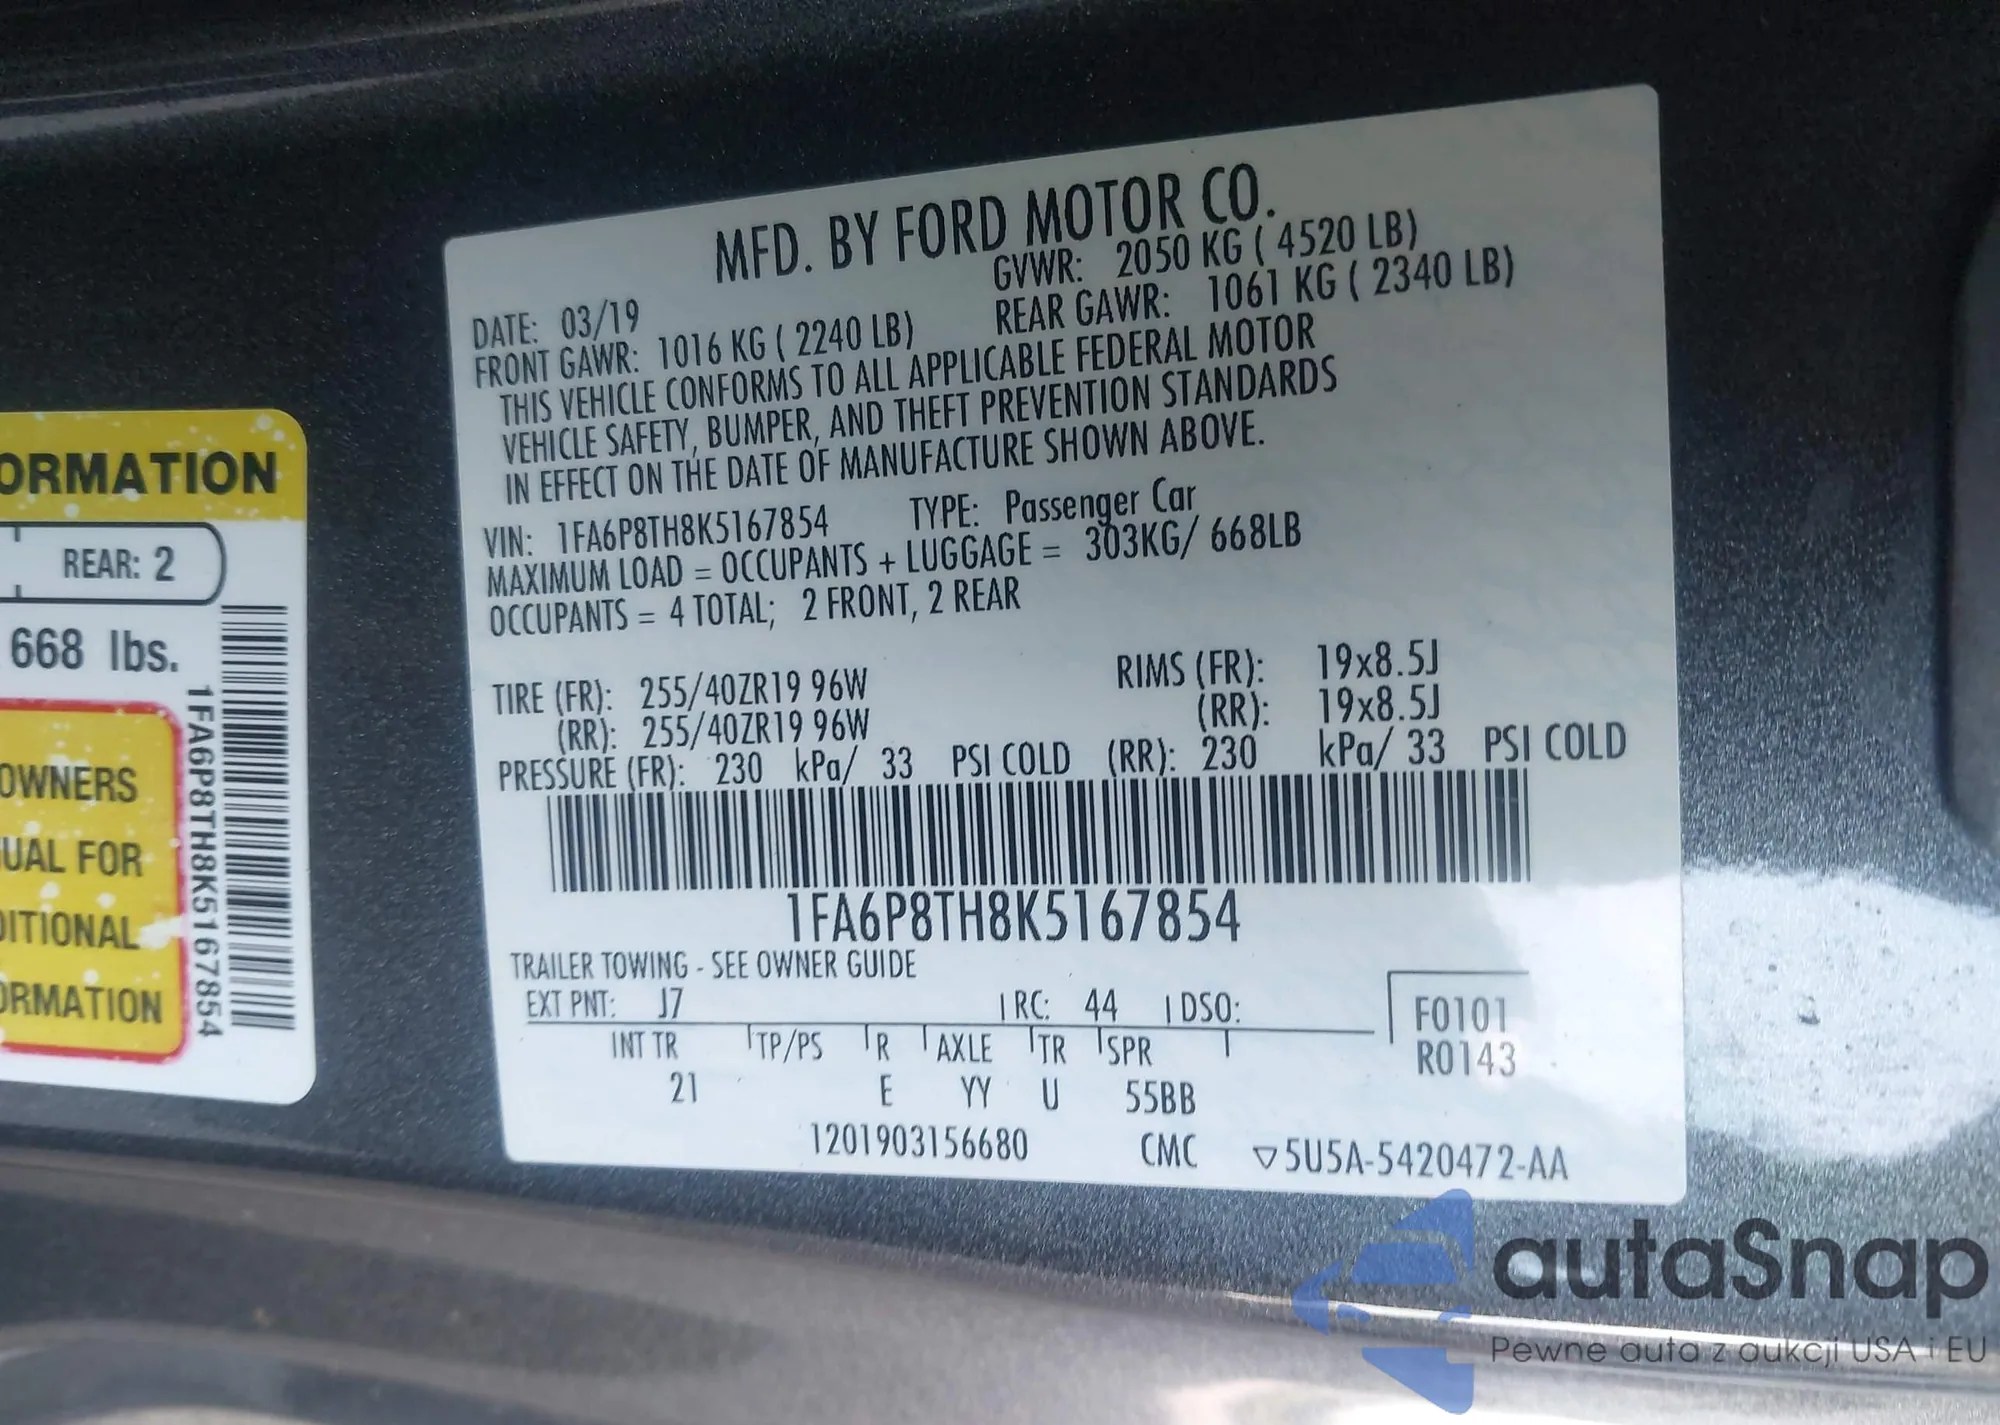 MFD. BY FORD MOTOR CO.
DATE: 03/19 GVWR: 2050 KG ( 4520 LB)
FRONT GAWR: 1016 KG ( 2240 LB) REAR GAWR: 1061 KG ( 2340 LB)
THIS VEHICLE CONFORMS TO ALL APPLICABLE FEDERAL MOTOR
VEHICLE SAFETY, BUMPER, AND THEFT PREVENTION STANDARDS
IN EFFECT ON THE DATE OF MANUFACTURE SHOWN ABOVE.
VIN: 1FA6P8TH8K5167854 TYPE: Passenger Car
MAXIMUM LOAD = OCCUPANTS + LUGGAGE = 303KG/ 668LB
OCCUPANTS = 4 TOTAL; 2 FRONT, 2 REAR
TIRE (FR): 255/40ZR19 96W RIMS (FR): 19x8.5J
(RR): 255/40ZR19 96W (RR): 19x8.5J
PRESSURE (FR): 230 kPa/ 33 PSI COLD (RR): 230 kPa/ 33 PSI COLD
1FA6P8TH8K5167854
TRAILER TOWING - SEE OWNER GUIDE
EXT PNT: J7 RC: 44 DSO: F0101
INT TR TP/PS R AXLE TR SPR R0143
21 E YY U 55BB
1201903156680 CMC ▽5U5A-5420472-AA
ORMATION
REAR: 2
668 lbs.
OWNERS
UAL FOR
DITIONAL
ORMATION
1FA6P8TH8K5167854
autaSnap
Pewne auta z aukcji USA i EU